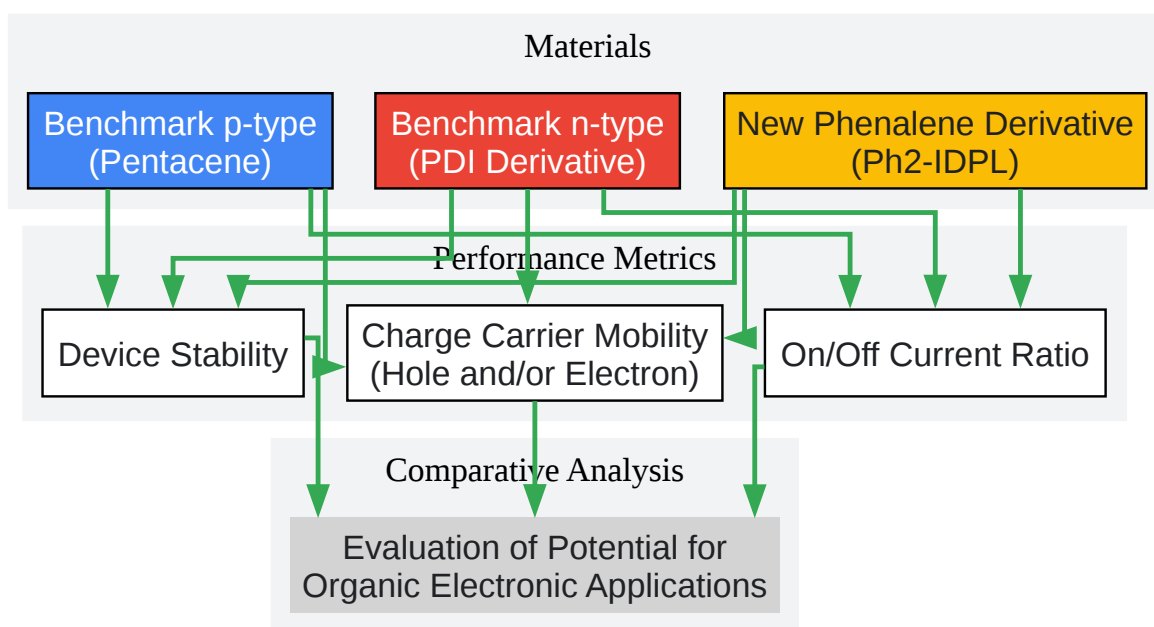 Materials
Benchmark p-type
(Pentacene)
Benchmark n-type
(PDI Derivative)
New Phenalene Derivative
(Ph2-IDPL)
Performance Metrics
Device Stability
Charge Carrier Mobility
(Hole and/or Electron)
On/Off Current Ratio
Comparative Analysis
Evaluation of Potential for
Organic Electronic Applications